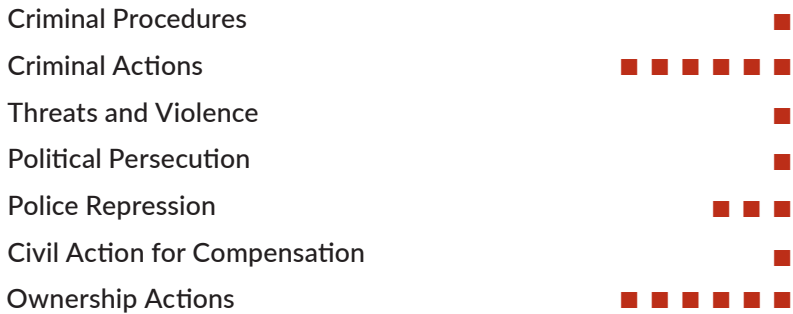 Criminal Procedures
Criminal Actions
Threats and Violence
Political Persecution
Police Repression
Civil Action for Compensation
Ownership Actions